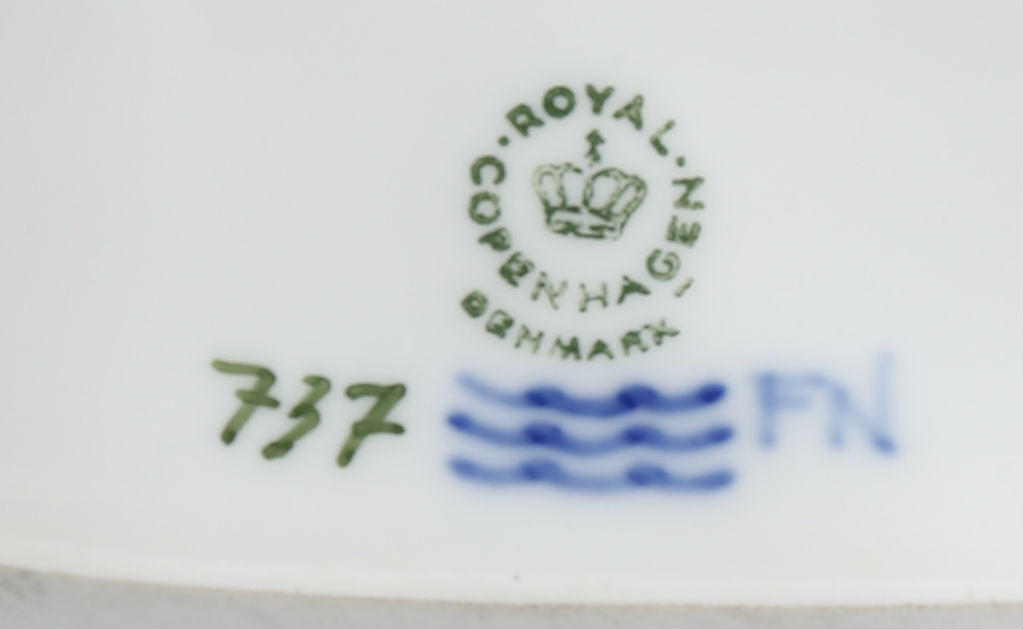 ROYAL
COPENHAGEN
DENMARK
737 FN